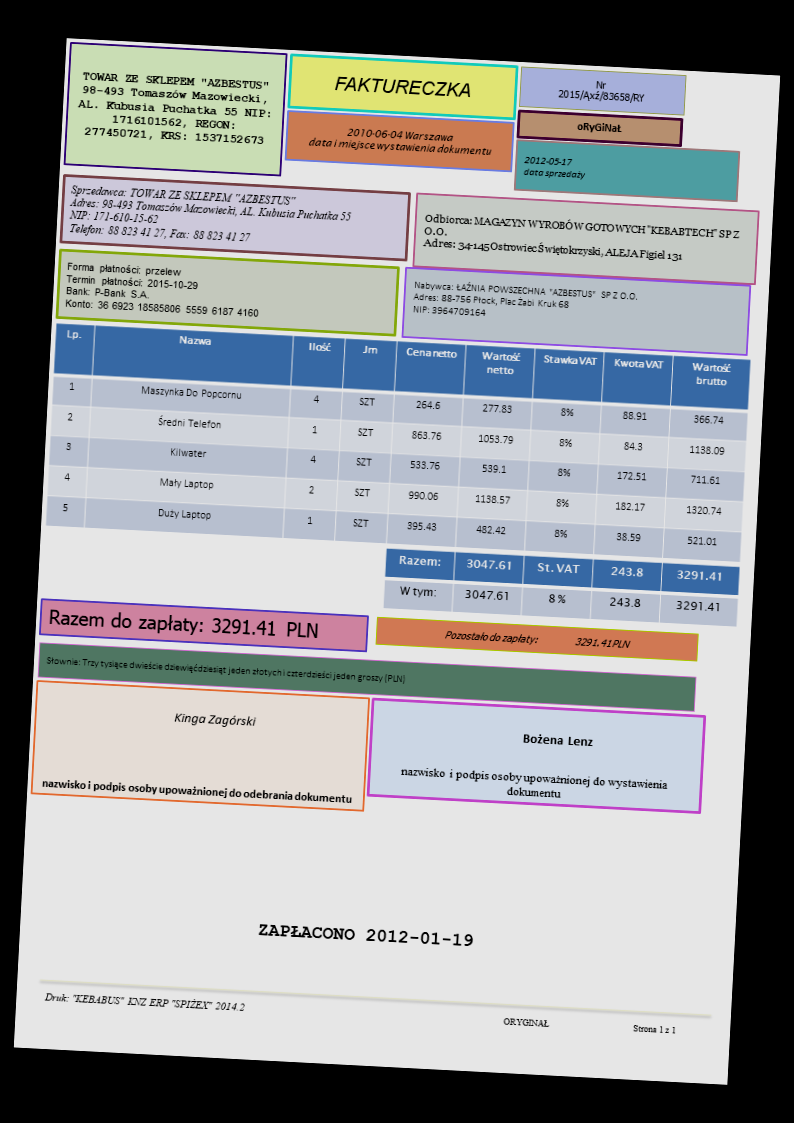 TOWAR ZE SKLEPEM "AZBESTUS"
98-493 Tomaszów Mazowiecki,
AL. Kubusia Puchatka 55 NIP:
1716101562, REGON:
277450721, KRS: 1537152673
FAKTURECZKA
Nr
2015/Ąxż/83658/RY
2010-06-04 Warszawa
data i miejsce wystawienia dokumentu
oRyGiNał
2012-05-17
data sprzedaży
Sprzedawca: TOWAR ZE SKLEPEM "AZBESTUS"
Adres: 98-493 Tomaszów Mazowiecki, AL. Kubusia Puchatka 55
NIP: 171-610-15-62
Telefon: 88 823 41 27, Fax: 88 823 41 27
Odbiorca: MAGAZYN WYROBÓW GOTOWYCH "KEBABTECH" SP Z
O.O.
Adres: 34-145 Ostrowiec Świętokrzyski, ALEJA Figiel 131
Forma płatności: przelew
Termin płatności: 2015-10-29
Bank: P-Bank S.A.
Konto: 36 6923 18585806 5559 6187 4160
Nabywca: ŁAŹNIA POWSZECHNA "AZBESTUS" SP Z O.O.
Adres: 88-756 Płock, Plac Żabi Kruk 68
NIP: 3964709164
Lp. Nazwa Ilość Jm Cena netto Wartość netto Stawka VAT Kwota VAT Wartość brutto
1 Maszynka Do Popcornu 4 SZT 264.6 277.83 8% 88.91 366.74
2 Średni Telefon 1 SZT 863.76 1053.79 8% 84.3 1138.09
3 Kilwater 4 SZT 533.76 539.1 8% 172.51 711.61
4 Mały Laptop 2 SZT 990.06 1138.57 8% 182.17 1320.74
5 Duży Laptop 1 SZT 395.43 482.42 8% 38.59 521.01
Razem: 3047.61 St. VAT 243.8 3291.41
W tym: 3047.61 8% 243.8 3291.41
Razem do zapłaty: 3291.41 PLN
Pozostało do zapłaty: 3291.41 PLN
Słownie: Trzy tysiące dwieście dziewięćdziesiąt jeden złotych i czterdzieści jeden groszy (PLN)
Kinga Zagórski
nazwisko i podpis osoby upoważnionej do odebrania dokumentu
Bożena Lenz
nazwisko i podpis osoby upoważnionej do wystawienia
dokumentu
ZAPŁACONO 2012-01-19
Druk: "KEBABUS" KNZ ERP "SPIŻEX" 2014.2
ORYGINAŁ
Strona 1 z 1